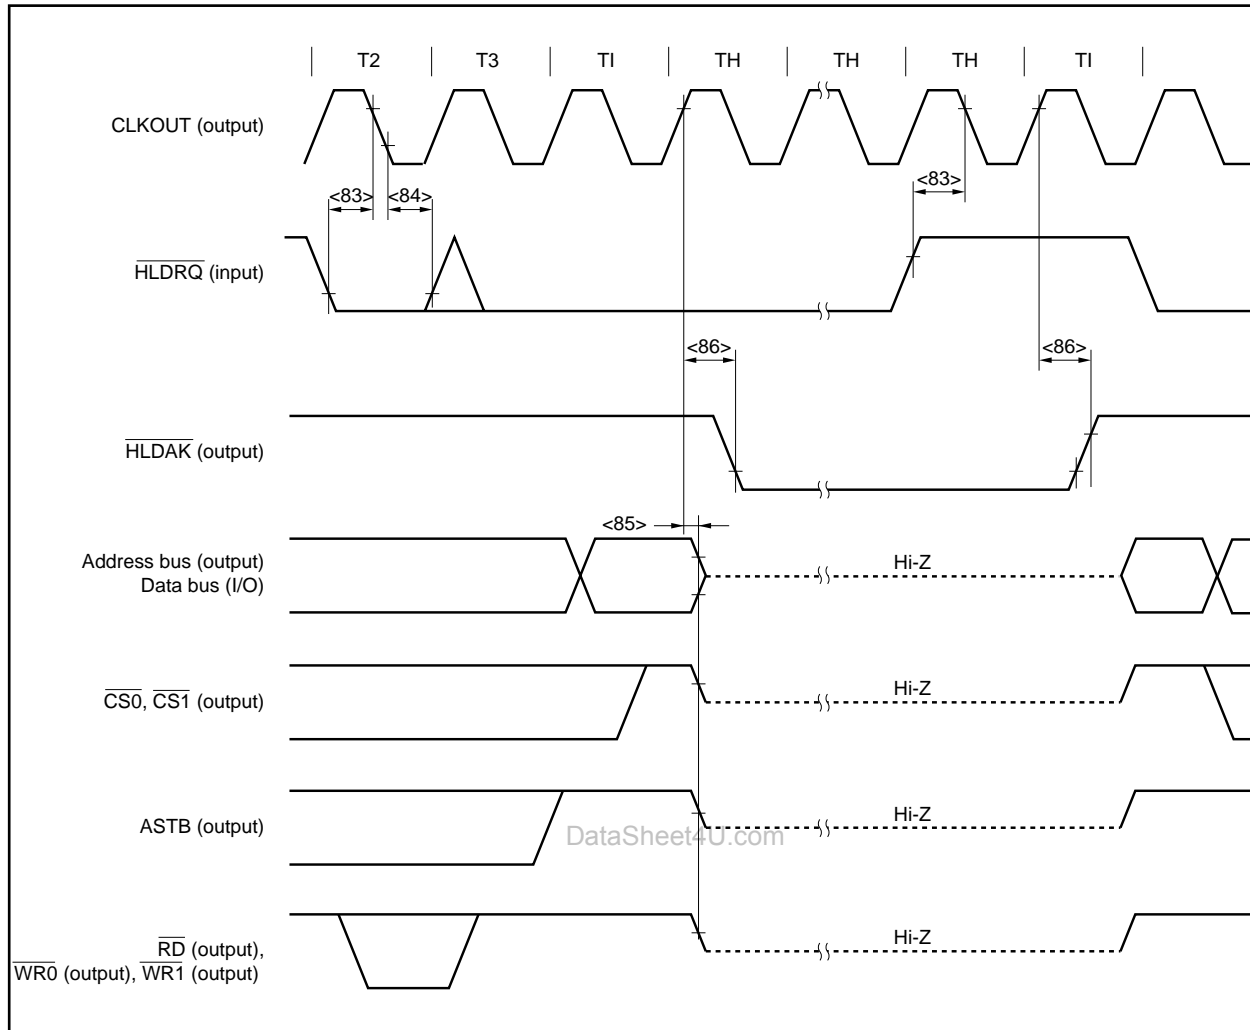 T2 T3 TI TH TH TH TI
CLKOUT (output)
<83> <84> <83>
HLDRQ (input)
<86> <86>
HLDAK (output)
<85>
Address bus (output)
Data bus (I/O)
Hi-Z
CS0, CS1 (output)
Hi-Z
ASTB (output)
Hi-Z
DataSheet4U.com
RD (output),
WR0 (output), WR1 (output)
Hi-Z